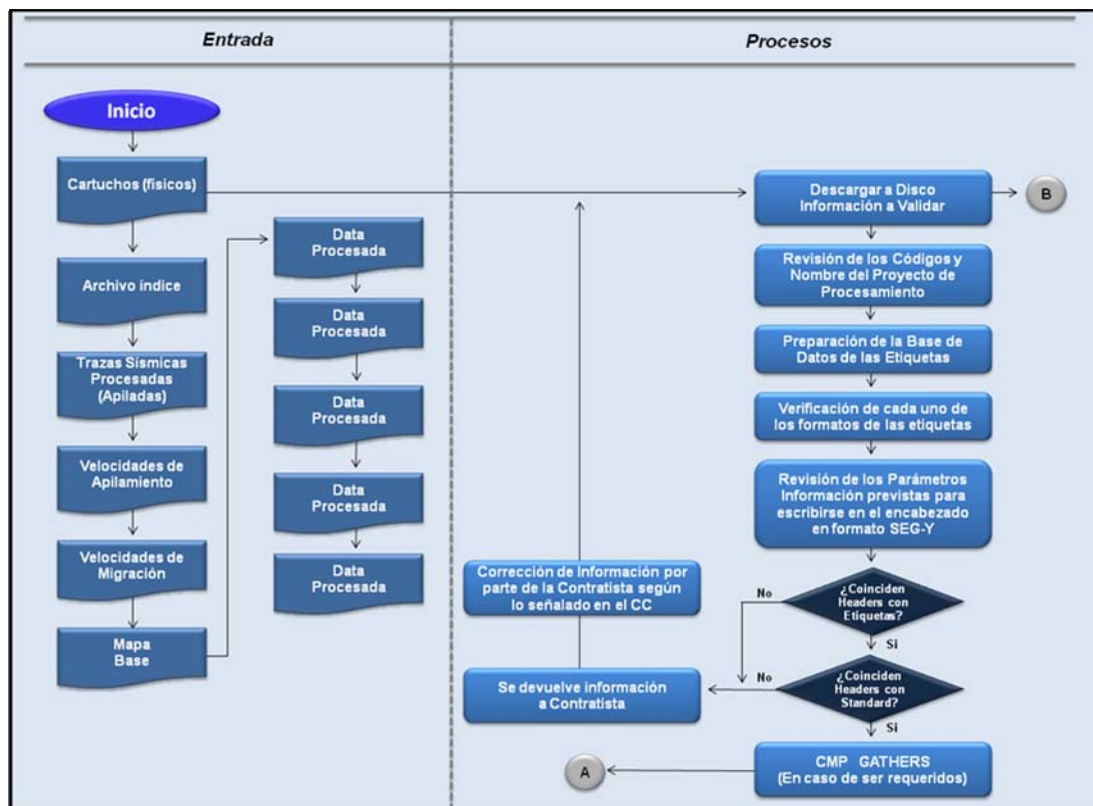 Entrada
Procesos
Inicio
Cartuchos (físicos)
Archivo índice
Trazas Sísmicas
Procesadas
(Apiladas)
Velocidades de
Apilamiento
Velocidades de
Migración
Mapa
Base
Data
Procesada
Data
Procesada
Data
Procesada
Data
Procesada
Data
Procesada
Descargar a Disco
Información a Validar
B
Revisión de los Códigos y
Nombre del Proyecto de
Procesamiento
Preparación de la Base de
Datos de las Etiquetas
Verificación de cada uno de
los formatos de las etiquetas
Revisión de los Parámetros
Información previstas para
escribirse en el encabezado
en formato SEG-Y
¿Coinciden
Headers con
Etiquetas?
No
Si
¿Coinciden
Headers con
Standard?
No
Si
Corrección de Información por
parte de la Contratista según
lo señalado en el CC
Se devuelve información
a Contratista
CMP GATHERS
(En caso de ser requeridos)
A